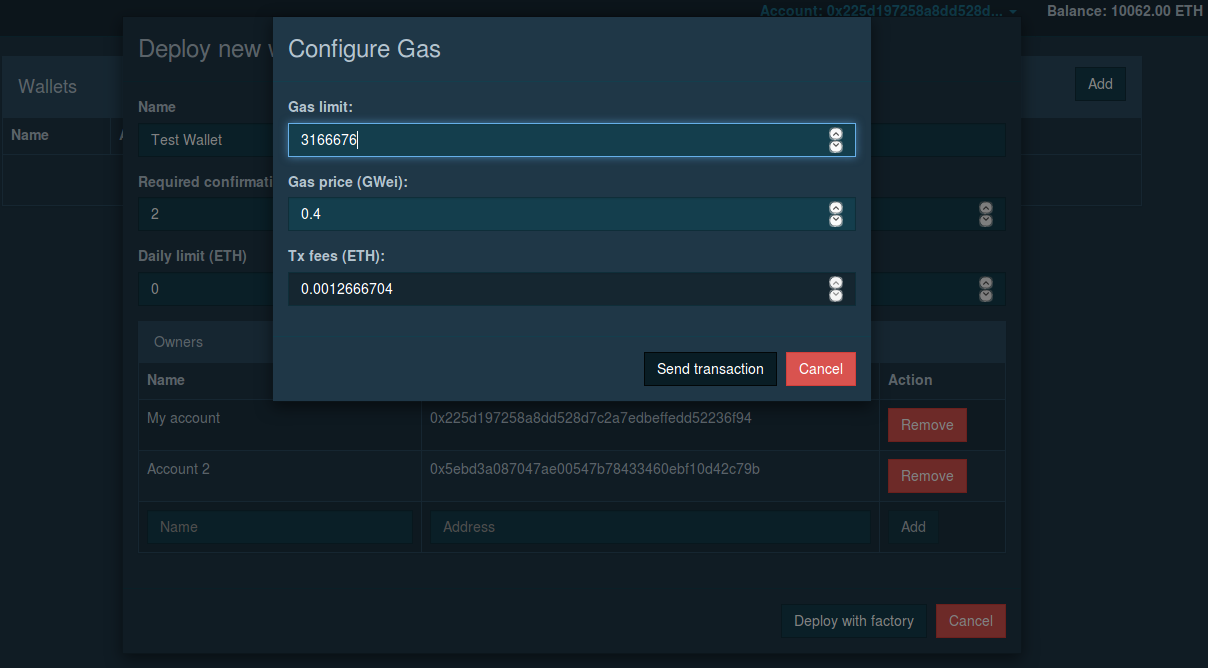 Account: 0x225d197258a8dd528d... Balance: 10062.00 ETH
Deploy new
Configure Gas
Wallets
Add
Name
Gas limit:
Name
Test Wallet
3166676
Required confirmati
Gas price (GWei):
2
0.4
Daily limit (ETH)
Tx fees (ETH):
0
0.0012666704
Owners
Send transaction Cancel
Name Action
My account 0x225d197258a8dd528d7c2a7edbeffedd52236f94 Remove
Account 2 0x5ebd3a087047ae00547b78433460ebf10d42c79b Remove
Name Address Add
Deploy with factory Cancel